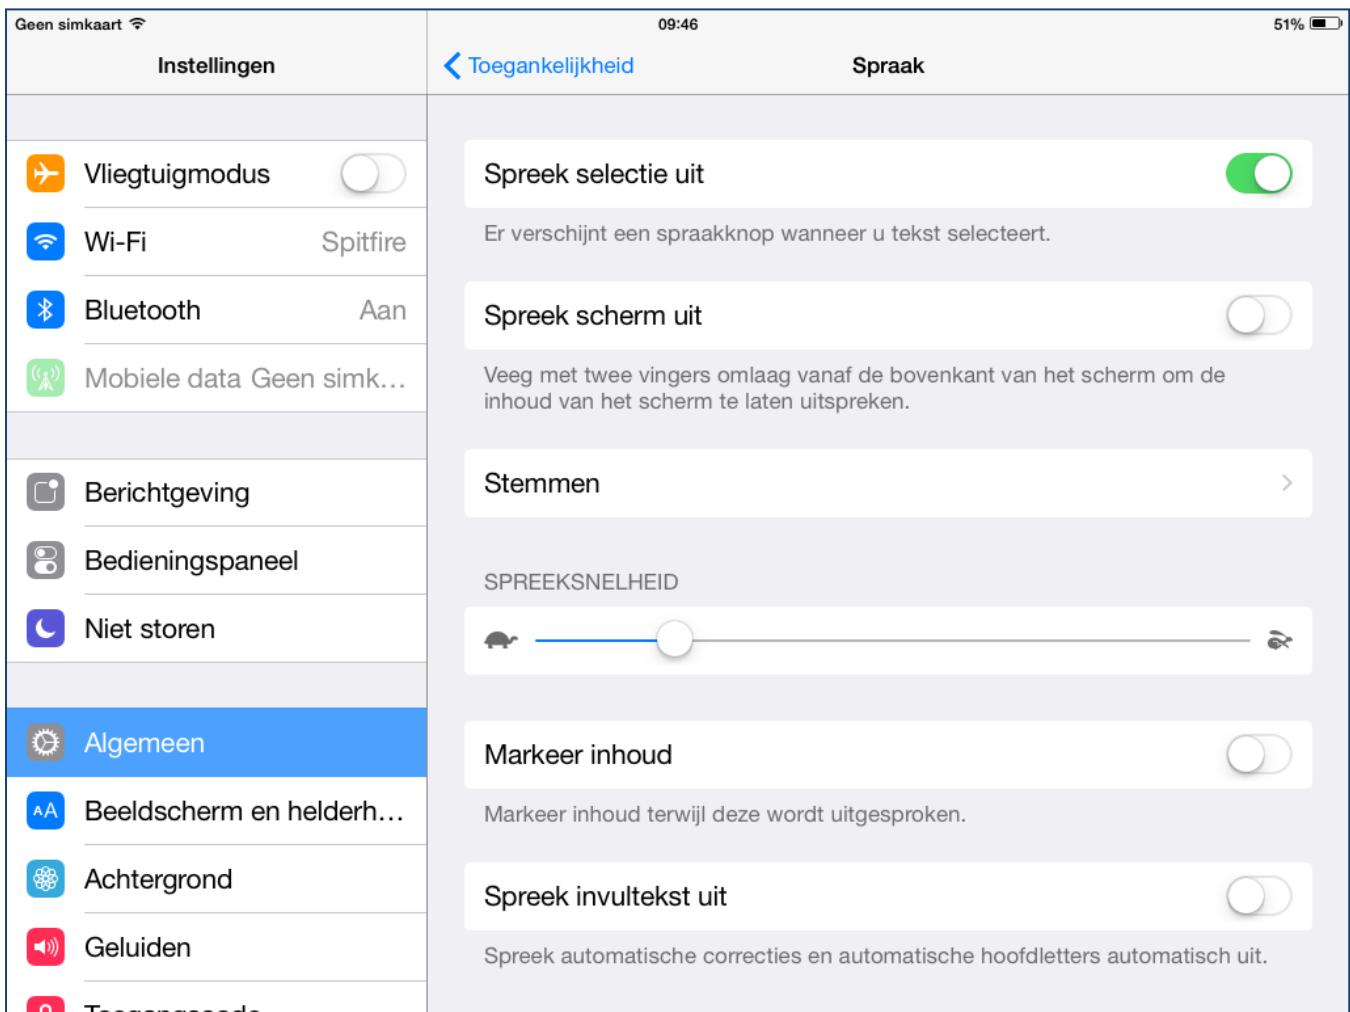 Geen simkaart
09:46
51%
Instellingen
Toegankelijkheid
Spraak
Vliegtuigmodus
Wi-Fi
Spitfire
Bluetooth
Aan
Mobiele data Geen simk...
Berichtgeving
Bedieningspaneel
Niet storen
Algemeen
AA
Beeldscherm en helderh...
Achtergrond
Geluiden
Toegangscode
Spreek selectie uit
Er verschijnt een spraakknop wanneer u tekst selecteert.
Spreek scherm uit
Veeg met twee vingers omlaag vanaf de bovenkant van het scherm om de
inhoud van het scherm te laten uitspreken.
Stemmen
SPREEKSNELHEID
Markeer inhoud
Markeer inhoud terwijl deze wordt uitgesproken.
Spreek invultekst uit
Spreek automatische correcties en automatische hoofdletters automatisch uit.